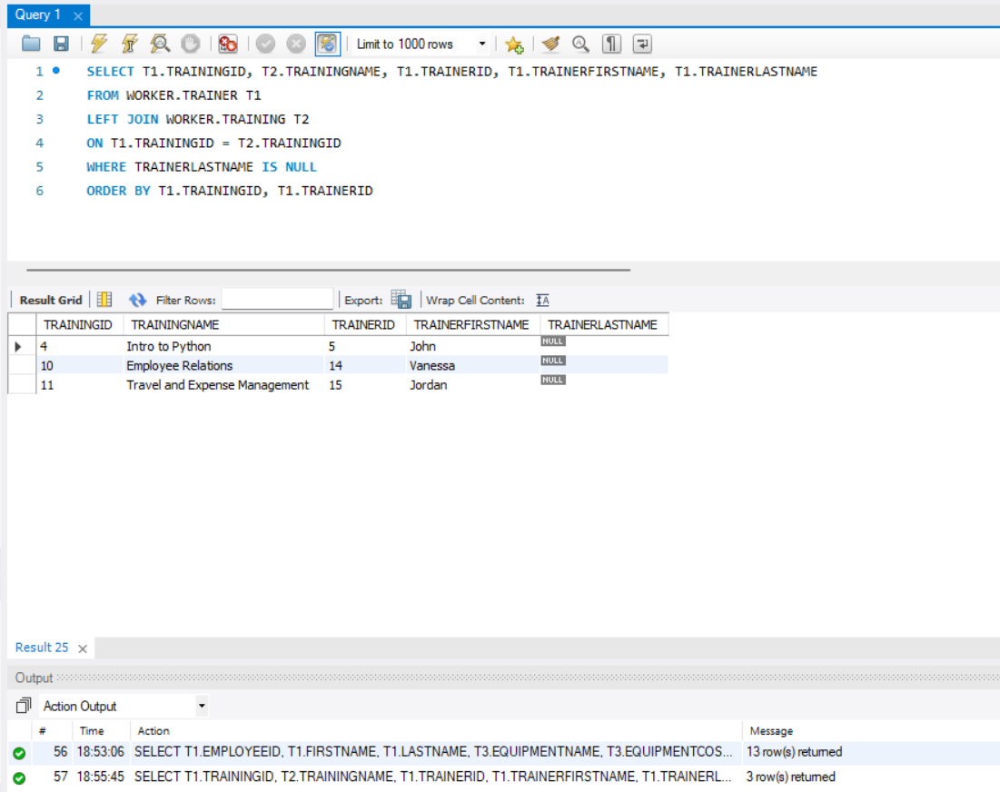 Query 1
Limit to 1000 rows
1 SELECT T1.TRAININGID, T2.TRAININGNAME, T1.TRAINERID, T1.TRAINERFIRSTNAME, T1.TRAINERLASTNAME
2 FROM WORKER.TRAINER T1
3 LEFT JOIN WORKER.TRAINING T2
4 ON T1.TRAININGID = T2.TRAININGID
5 WHERE TRAINERLASTNAME IS NULL
6 ORDER BY T1.TRAININGID, T1.TRAINERID
Result Grid Filter Rows: Export: Wrap Cell Content: IA
TRAININGID TRAININGNAME TRAINERID TRAINERFIRSTNAME TRAINERLASTNAME
4 Intro to Python 5 John NULL
10 Employee Relations 14 Vanessa NULL
11 Travel and Expense Management 15 Jordan NULL
Result 25
Output
Action Output
# Time Action Message
56 18:53:06 SELECT T1.EMPLOYEEID, T1.FIRSTNAME, T1.LASTNAME, T3.EQUIPMENTNAME, T3.EQUIPMENTCOS... 13 row(s) returned
57 18:55:45 SELECT T1.TRAININGID, T2.TRAININGNAME, T1.TRAINERID, T1.TRAINERFIRSTNAME, T1.TRAINERL... 3 row(s) returned